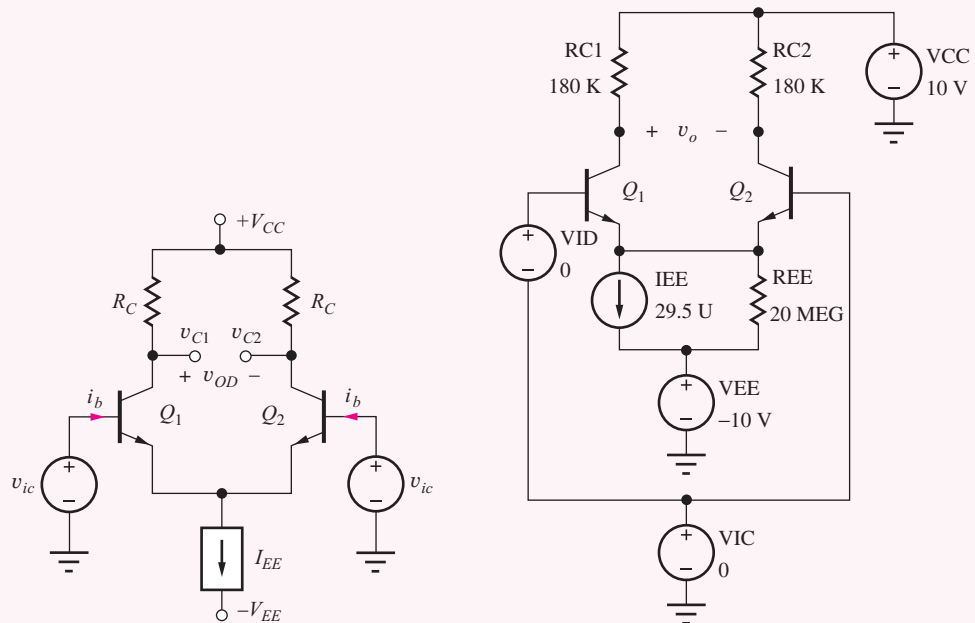 +V_CC
R_C
R_C
v_C1
v_C2
+ v_OD −
i_b
Q_1
Q_2
i_b
v_ic
+
−
+
−
v_ic
I_EE
−V_EE
RC1
180 K
RC2
180 K
+
−
VCC
10 V
+ v_o −
Q_1
Q_2
+
−
VID
0
IEE
29.5 U
REE
20 MEG
+
−
VEE
−10 V
+
−
VIC
0